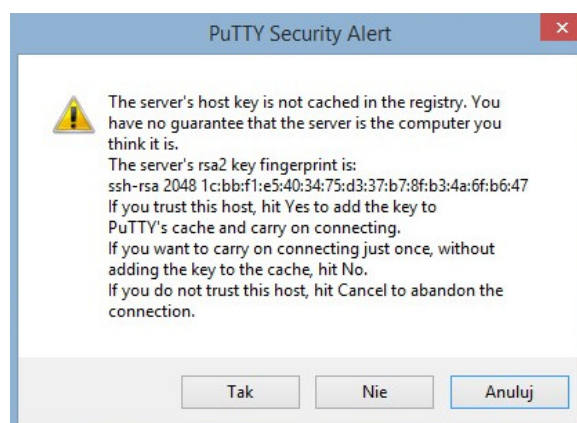 PuTTY Security Alert
The server's host key is not cached in the registry. You
have no guarantee that the server is the computer you
think it is.
The server's rsa2 key fingerprint is:
ssh-rsa 2048 1c:bb:f1:e5:40:34:75:d3:37:b7:8f:b3:4a:6f:b6:47
If you trust this host, hit Yes to add the key to
PuTTY's cache and carry on connecting.
If you want to carry on connecting just once, without
adding the key to the cache, hit No.
If you do not trust this host, hit Cancel to abandon the
connection.
Tak Nie Anuluj